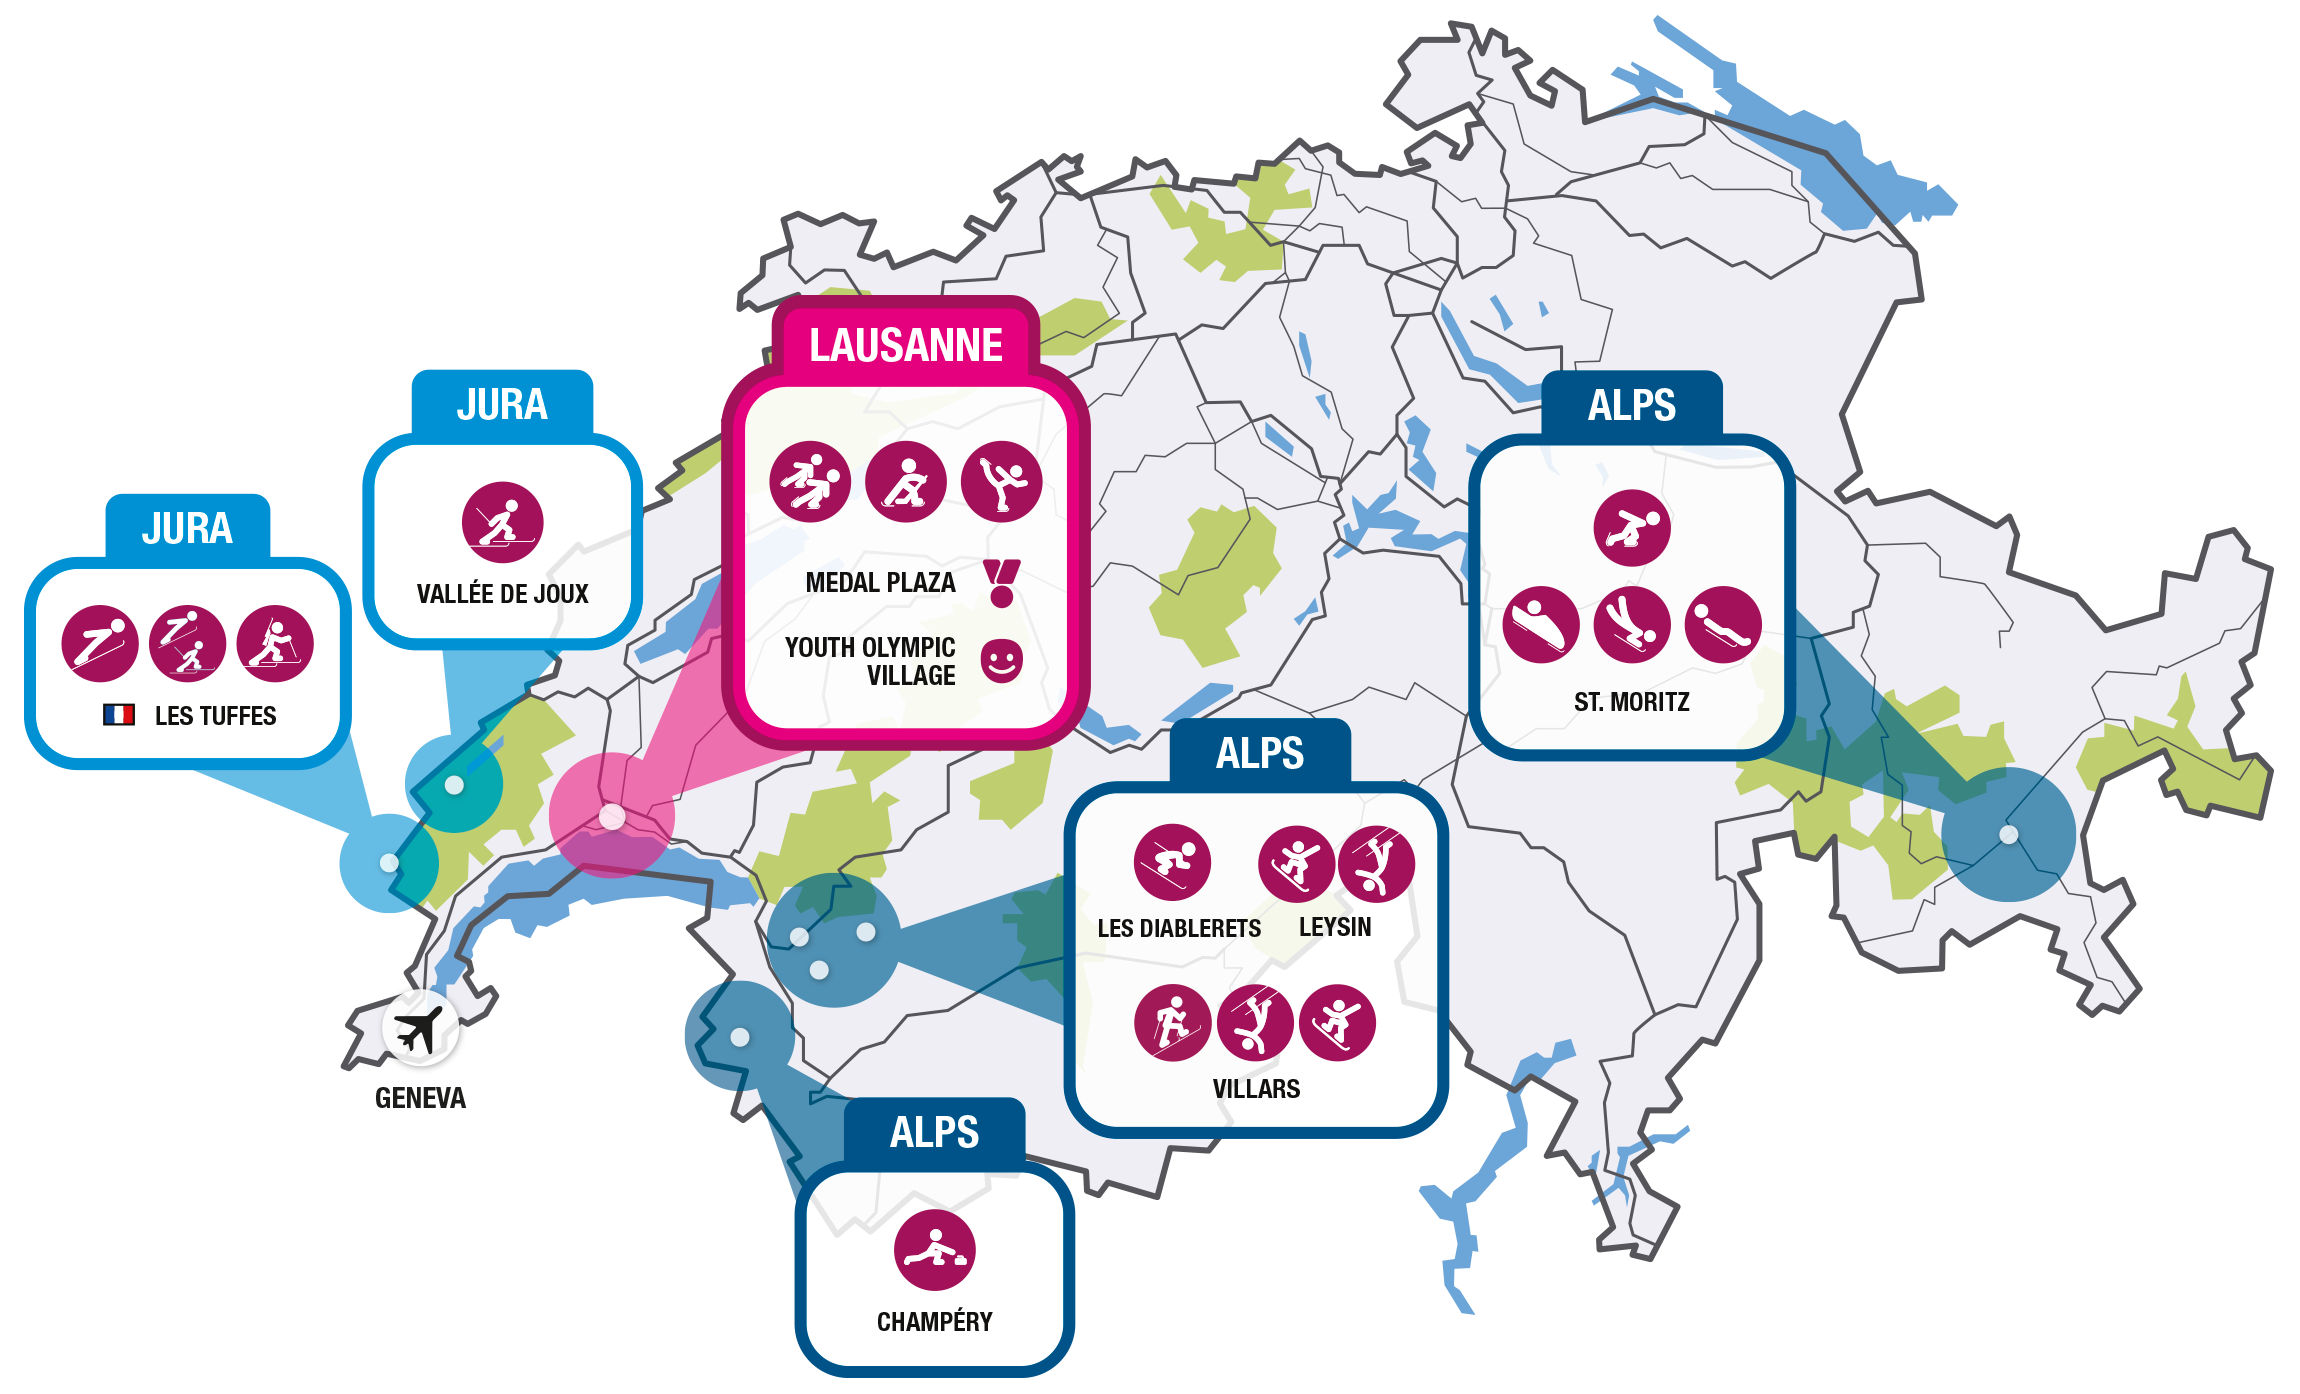 JURA
LES TUFFES
JURA
VALLÉE DE JOUX
LAUSANNE
MEDAL PLAZA
YOUTH OLYMPIC
VILLAGE
ALPS
ST. MORITZ
ALPS
LES DIABLERETS
LEYSIN
VILLARS
GENEVA
ALPS
CHAMPÉRY